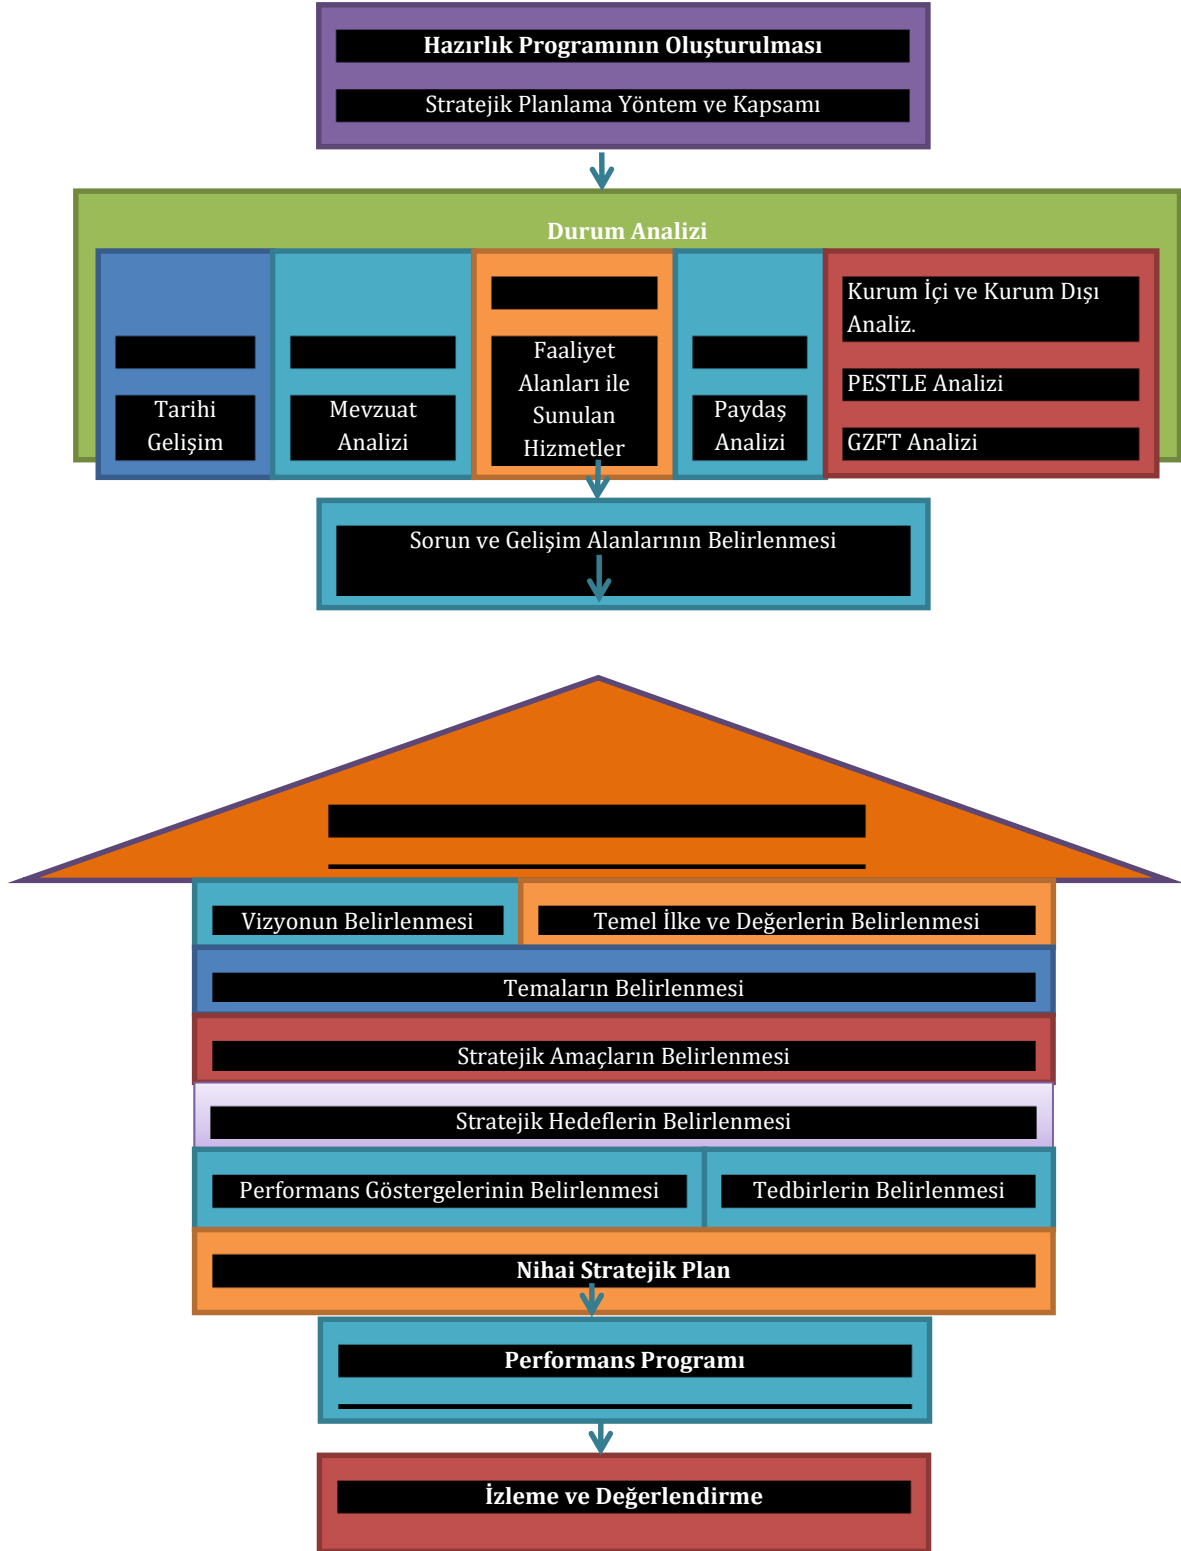 Hazırlık Programının Oluşturulması
Stratejik Planlama Yöntem ve Kapsamı
Durum Analizi
Tarihi
Gelişim
Mevzuat
Analizi
Faaliyet
Alanları ile
Sunulan
Hizmetler
Paydaş
Analizi
Kurum İçi ve Kurum Dışı
Analiz.
PESTLE Analizi
GZFT Analizi
Sorun ve Gelişim Alanlarının Belirlenmesi
Vizyonun Belirlenmesi
Temel İlke ve Değerlerin Belirlenmesi
Temaların Belirlenmesi
Stratejik Amaçların Belirlenmesi
Stratejik Hedeflerin Belirlenmesi
Performans Göstergelerinin Belirlenmesi
Tedbirlerin Belirlenmesi
Nihai Stratejik Plan
Performans Programı
İzleme ve Değerlendirme